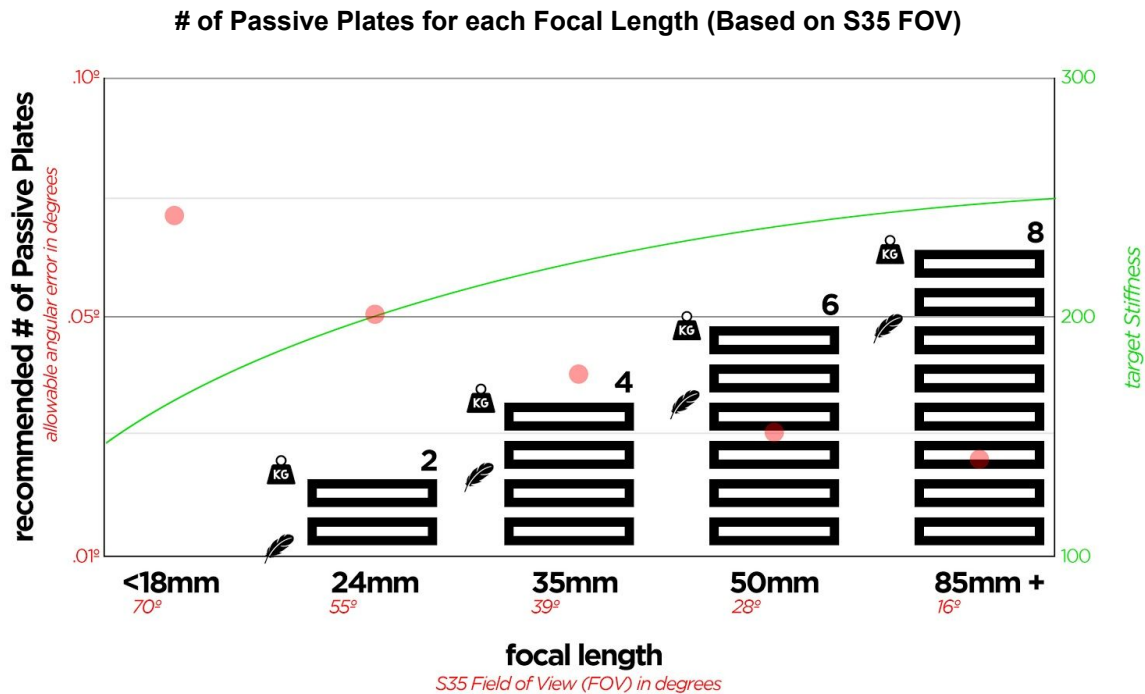 # of Passive Plates for each Focal Length (Based on S35 FOV)
recommended # of Passive Plates
allowable angular error in degrees
.10º
.05º
.01º
300
200
100
target Stiffness
KG
2
KG
4
KG
6
KG
8
<18mm
70º
24mm
55º
35mm
39º
50mm
28º
85mm +
16º
focal length
S35 Field of View (FOV) in degrees